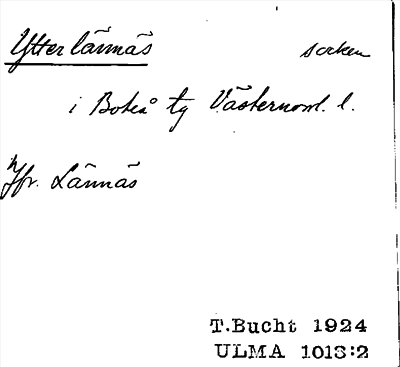 Ytterlännäs socken
i Boteå tg Västernorrl. l.
Jfr. Lännäs
T.Bucht 1924
ULMA 1013:2